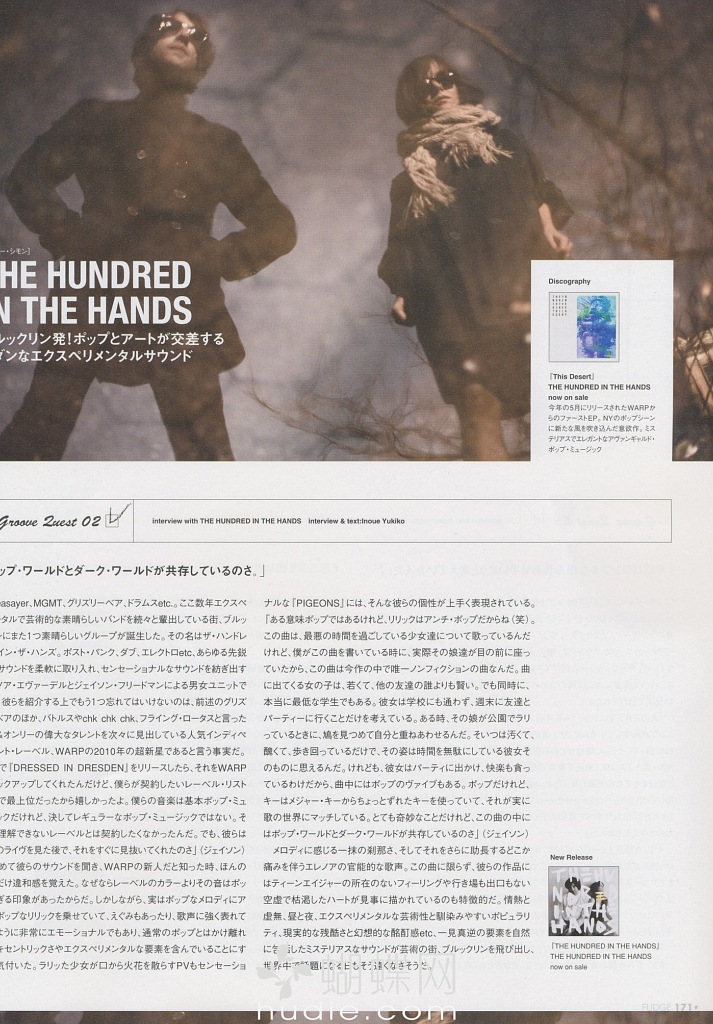 ー・シモン］
HE HUNDRED
N THE HANDS
ルックリン発！ポップとアートが交差する
ダンなエクスペリメンタルサウンド
Discography
『This Desert』
THE HUNDRED IN THE HANDS
now on sale
今年の5月にリリースされたWARPか
らのファーストEP。NYのポップシーン
に新たな風を吹き込んだ意欲作。ミス
テリアスでエレガントなアヴァンギャルド・
ポップ・ミュージック
Groove Quest 02
interview with THE HUNDRED IN THE HANDS interview & text:Inoue Yukiko
ップ・ワールドとダーク・ワールドが共存しているのさ。」
easayer、MGMT、グリズリーベア、ドラムスetc.。ここ数年エクスペ
タルで芸術的な素晴らしいバンドを続々と輩出している街、ブルッ
ンにまた1つ素晴らしいグループが誕生した。その名はザ・ハンドレ
イン・ザ・ハンズ。ポスト・パンク、ダブ、エレクトロetc、あらゆる先鋭
サウンドを柔軟に取り入れ、センセーショナルなサウンドを紡ぎ出す
ノア・エヴァーデルとジェイソン・フリードマンによる男女ユニットで
彼らを紹介する上でもう1つ忘れてはいけないのは、前述のグリズ
ベアのほか、バトルスやchk chk chk、フライング・ロータスと言った
&オンリーの偉大なタレントを次々に見出している人気インディペ
ント・レーベル、WARPの2010年の超新星であると言う事実だ。
で『DRESSED IN DRESDEN』をリリースしたら、それをWARP
ックアップしてくれたんだけど、僕らが契約したいレーベル・リスト
で最上位だったから嬉しかったよ。僕らの音楽は基本ポップ・ミュ
ックだけれど、決してレギュラーなポップ・ミュージックではない。そ
理解できないレーベルとは契約したくなかったんだ。でも、彼らは
のライヴを見た後で、それをすぐに見抜いてくれたのさ」（ジェイソン）
めて彼らのサウンドを聞き、WARPの新人だと知った時、ほんの
だけ違和感を覚えた。なぜならレーベルのカラーよりその音はポッ
ぎる印象があったからだ。しかしながら、実はポップなメロディにア
ポップなリリックを乗せていて、えぐみもあったり、歌声に強く表れて
ように非常にエモーショナルでもあり、通常のポップとはかけ離れ
キセントリックさやエクスペリメンタルな要素を含んでいることにす
気付いた。ラリった少女が口から火花を散らすPVもセンセーショ
ナルな『PIGEONS』には、そんな彼らの個性が上手く表現されている。
「ある意味ポップではあるけれど、リリックはアンチ・ポップだからね（笑）。
この曲は、最悪の時間を過ごしている少女達について歌っているんだ
けれど、僕がこの曲を書いている時に、実際その娘達が目の前に座っ
ていたから、この曲は今作の中で唯一ノンフィクションの曲なんだ。曲
に出てくる女の子は、若くて、他の友達の誰よりも賢い。でも同時に、
本当に最低な学生でもある。彼女は学校にも通わず、週末に友達と
パーティーに行くことだけを考えている。ある時、その娘が公園でラリ
っているときに、鳩を見つめて自分と重ねあわせるんだ。そいつは汚くて、
醜くて、歩き回っているだけで、その姿は時間を無駄にしている彼女そ
のものに思えるんだ。けれども、彼女はパーティに出かけ、快楽も貪っ
ているわけだから、曲中にはポップのヴァイブもある。ポップだけれど、
キーはメジャー・キーからちょっとずれたキーを使っていて、それが実に
歌の世界にマッチしている。とても奇妙なことだけれど、この曲の中に
はポップ・ワールドとダーク・ワールドが共存しているのさ」（ジェイソン）
メロディに感じる一抹の刹那さ、そしてそれをさらに助長するどこか
痛みを伴うエレノアの官能的な歌声。この曲に限らず、彼らの作品に
はティーンエイジャーの所在のないフィーリングや行き場も出口もない
空虚で枯渇したハートが見事に描かれているのも特徴的だ。情熱と
虚無、昼と夜、エクスペリメンタルな芸術性と馴染みやすいポピュラリ
ティ、現実的な残酷さと幻想的な酩酊感etc、一見真逆の要素を自然
に包括したミステリアスなサウンドが芸術の街、ブルックリンを飛び出し、
世界中で話題になる日もそう遠くなさそうだ。
New Release
THE HU
『THE HUNDRED IN THE HANDS』
THE HUNDRED IN THE HANDS
now on sale
蝴蝶网
hudie.com
FUDGE 171